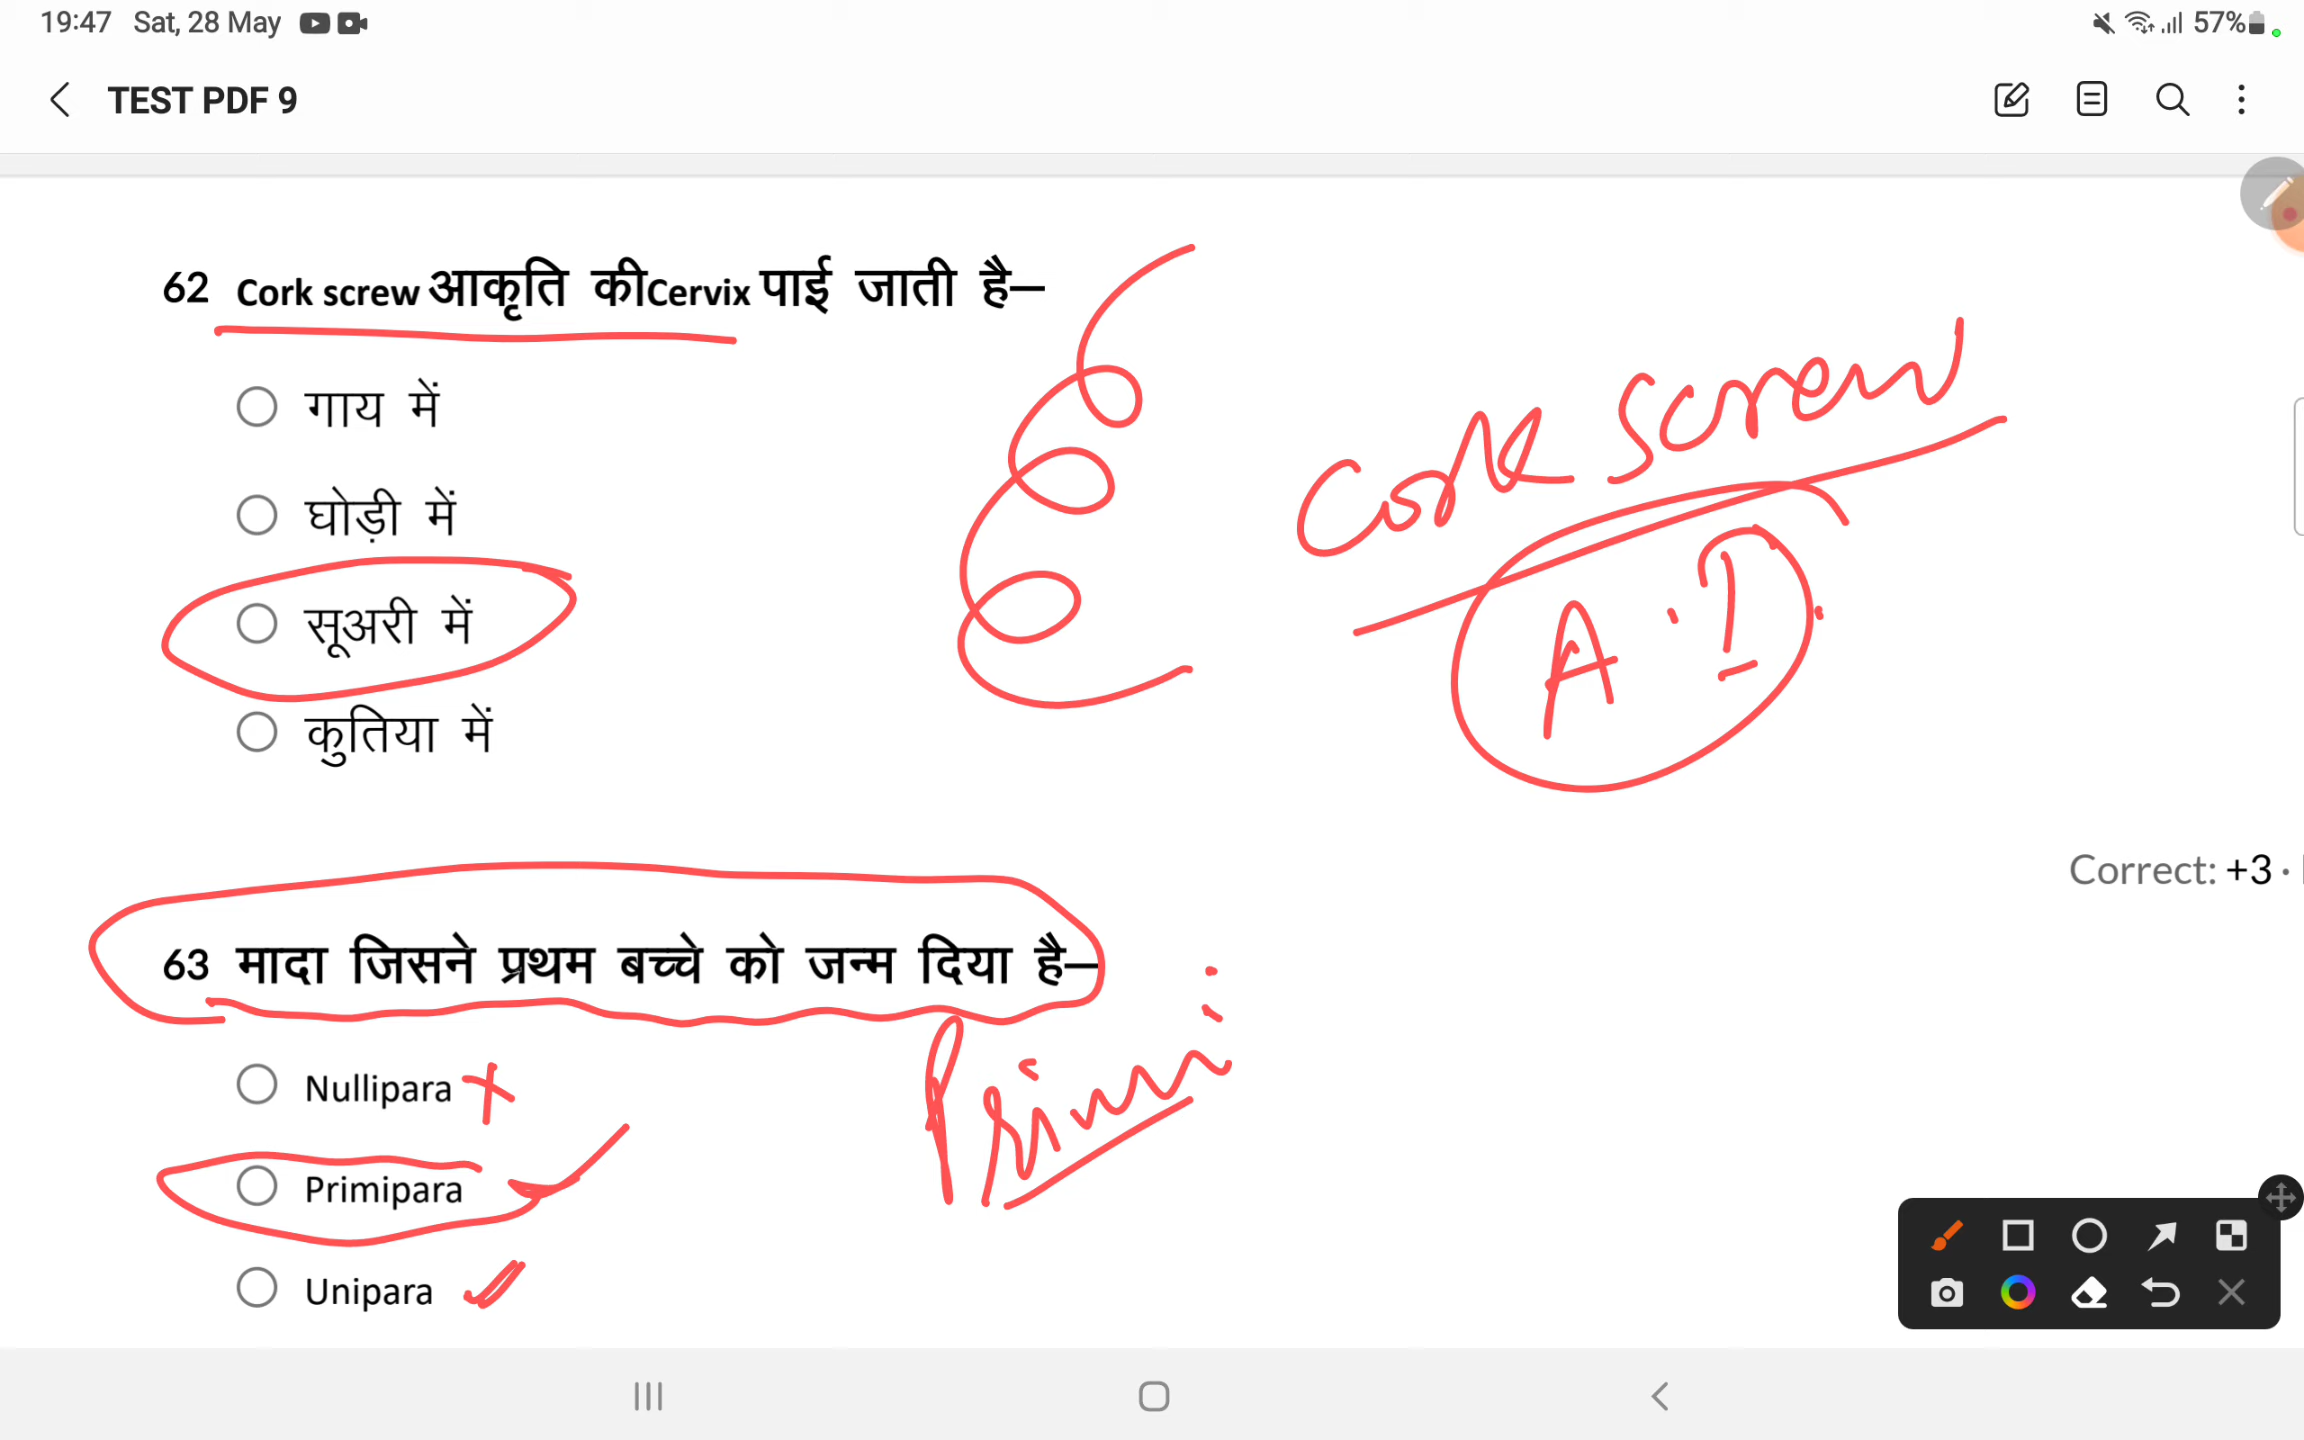 19:47 Sat, 28 May 57%
TEST PDF 9
62 Cork screw आकृति कीCervix पाई जाती है—
गाय में
घोड़ी में
सूअरी में
कुतिया में
Cork screw
A.I.
Correct: +3 ·
63 मादा जिसने प्रथम बच्चे को जन्म दिया है—
Nullipara
Primipara
Unipara
Primi